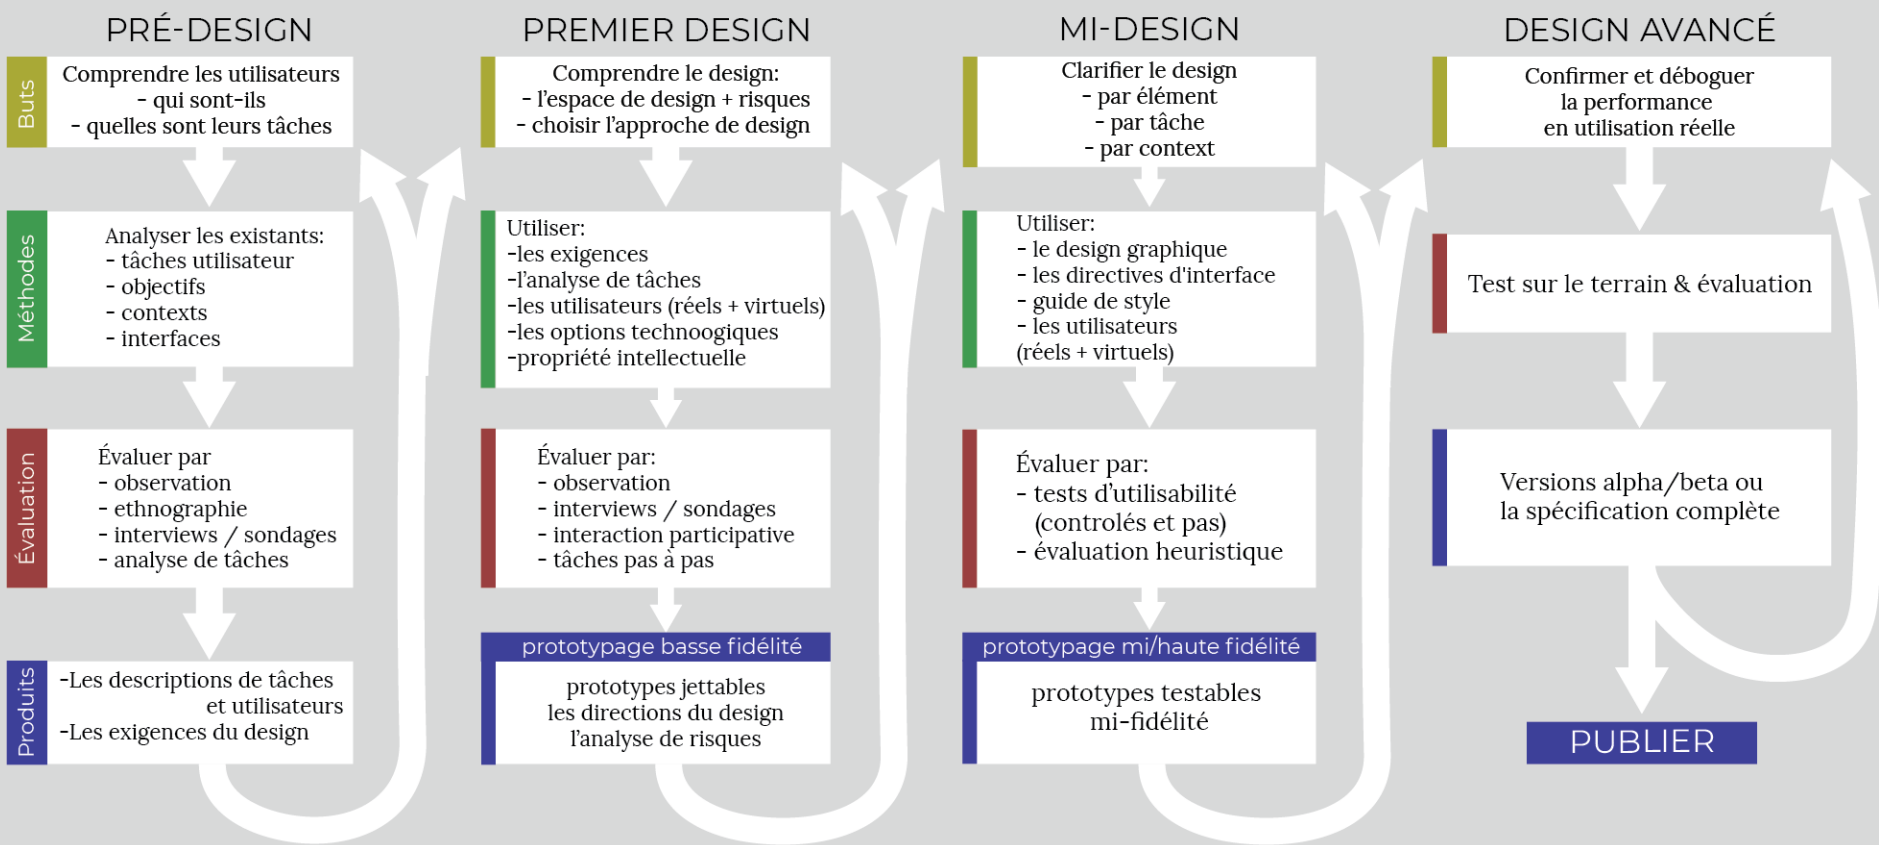 PRÉ-DESIGN
Buts
Comprendre les utilisateurs
- qui sont-ils
- quelles sont leurs tâches
Méthodes
Analyser les existants:
- tâches utilisateur
- objectifs
- contexts
- interfaces
Évaluation
Évaluer par
- observation
- ethnographie
- interviews / sondages
- analyse de tâches
Produits
-Les descriptions de tâches
et utilisateurs
-Les exigences du design
PREMIER DESIGN
Comprendre le design:
- l'espace de design + risques
- choisir l'approche de design
Utiliser:
-les exigences
-l'analyse de tâches
-les utilisateurs (réels + virtuels)
-les options technoogiques
-propriété intellectuelle
Évaluer par:
- observation
- interviews / sondages
- interaction participative
- tâches pas à pas
prototypage basse fidélité
prototypes jettables
les directions du design
l'analyse de risques
MI-DESIGN
Clarifier le design
- par élément
- par tâche
- par context
Utiliser:
- le design graphique
- les directives d'interface
- guide de style
- les utilisateurs
(réels + virtuels)
Évaluer par:
- tests d'utilisabilité
(controlés et pas)
- évaluation heuristique
prototypage mi/haute fidélité
prototypes testables
mi-fidélité
DESIGN AVANCÉ
Confirmer et déboguer
la performance
en utilisation réelle
Test sur le terrain & évaluation
Versions alpha/beta ou
la spécification complète
PUBLIER